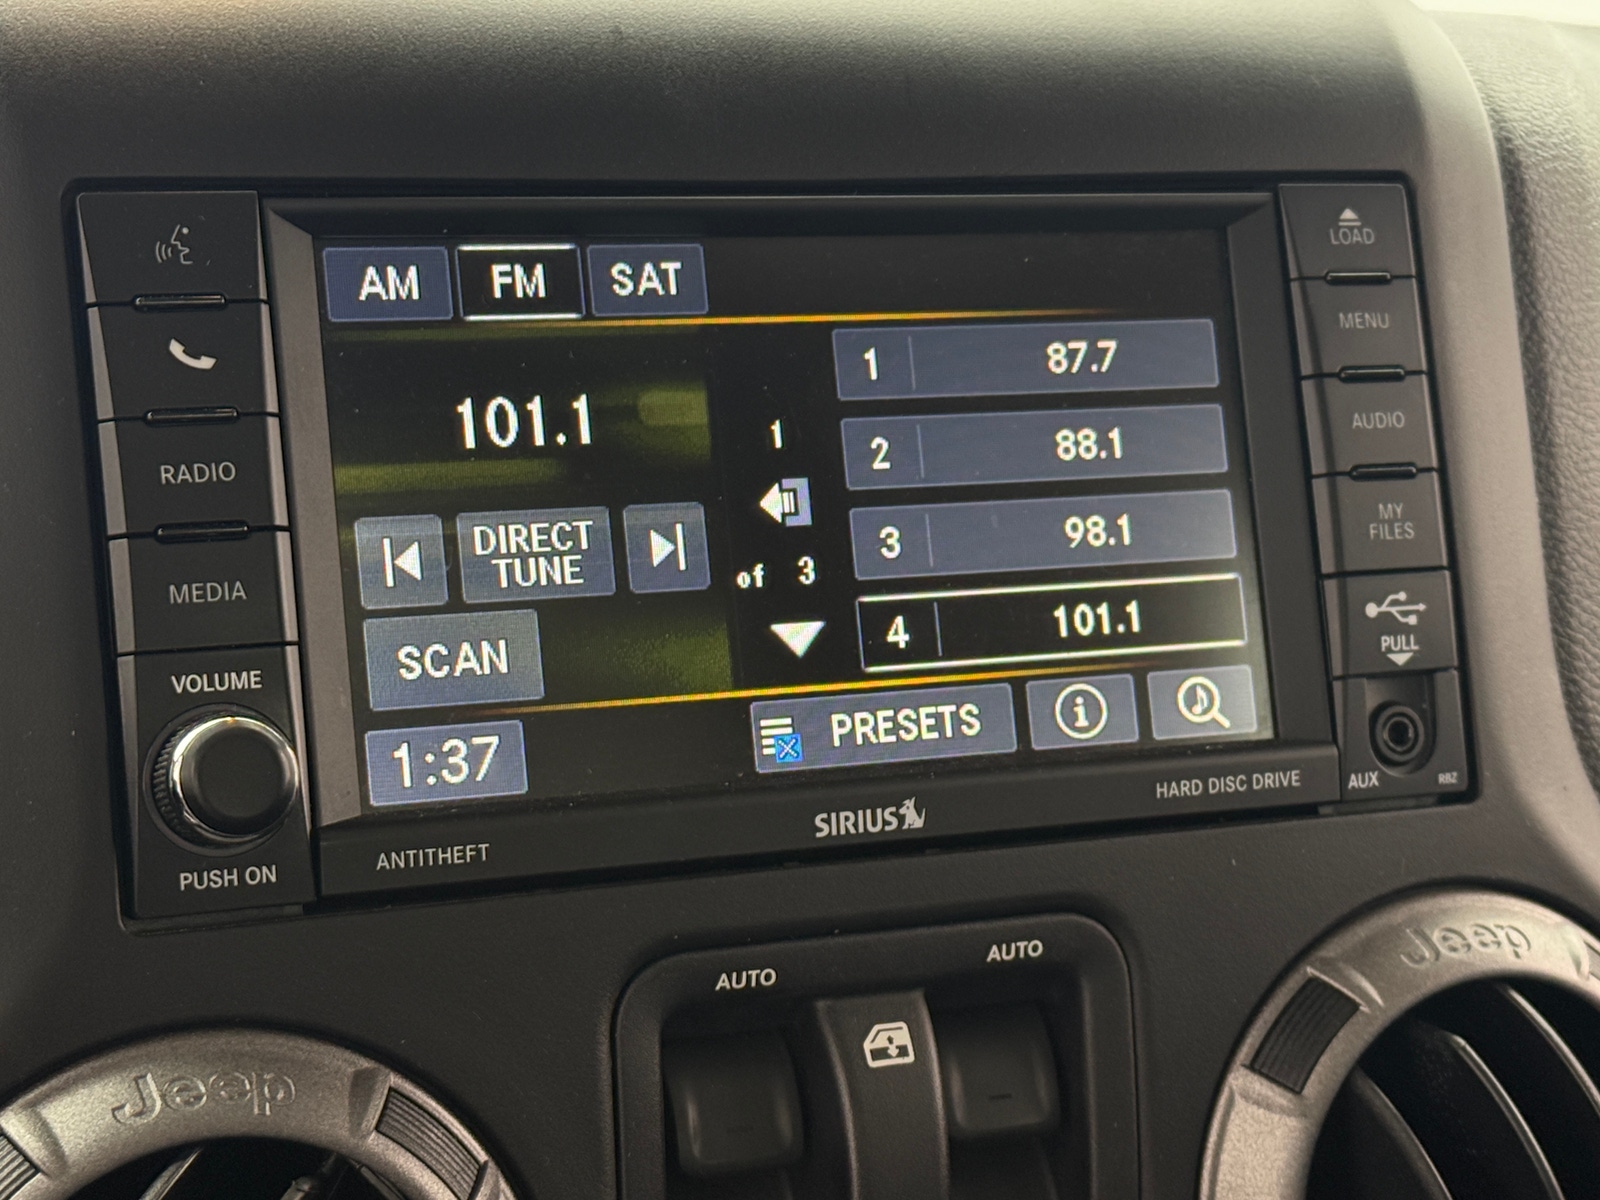 AM FM SAT
LOAD
MENU
AUDIO
MY
FILES
PULL
AUX
RBZ
RADIO
MEDIA
VOLUME
PUSH ON
101.1
DIRECT
TUNE
SCAN
1:37
1
of 3
1 87.7
2 88.1
3 98.1
4 101.1
PRESETS
i
ANTITHEFT
SIRIUS
HARD DISC DRIVE
AUTO
AUTO
Jeep
Jeep